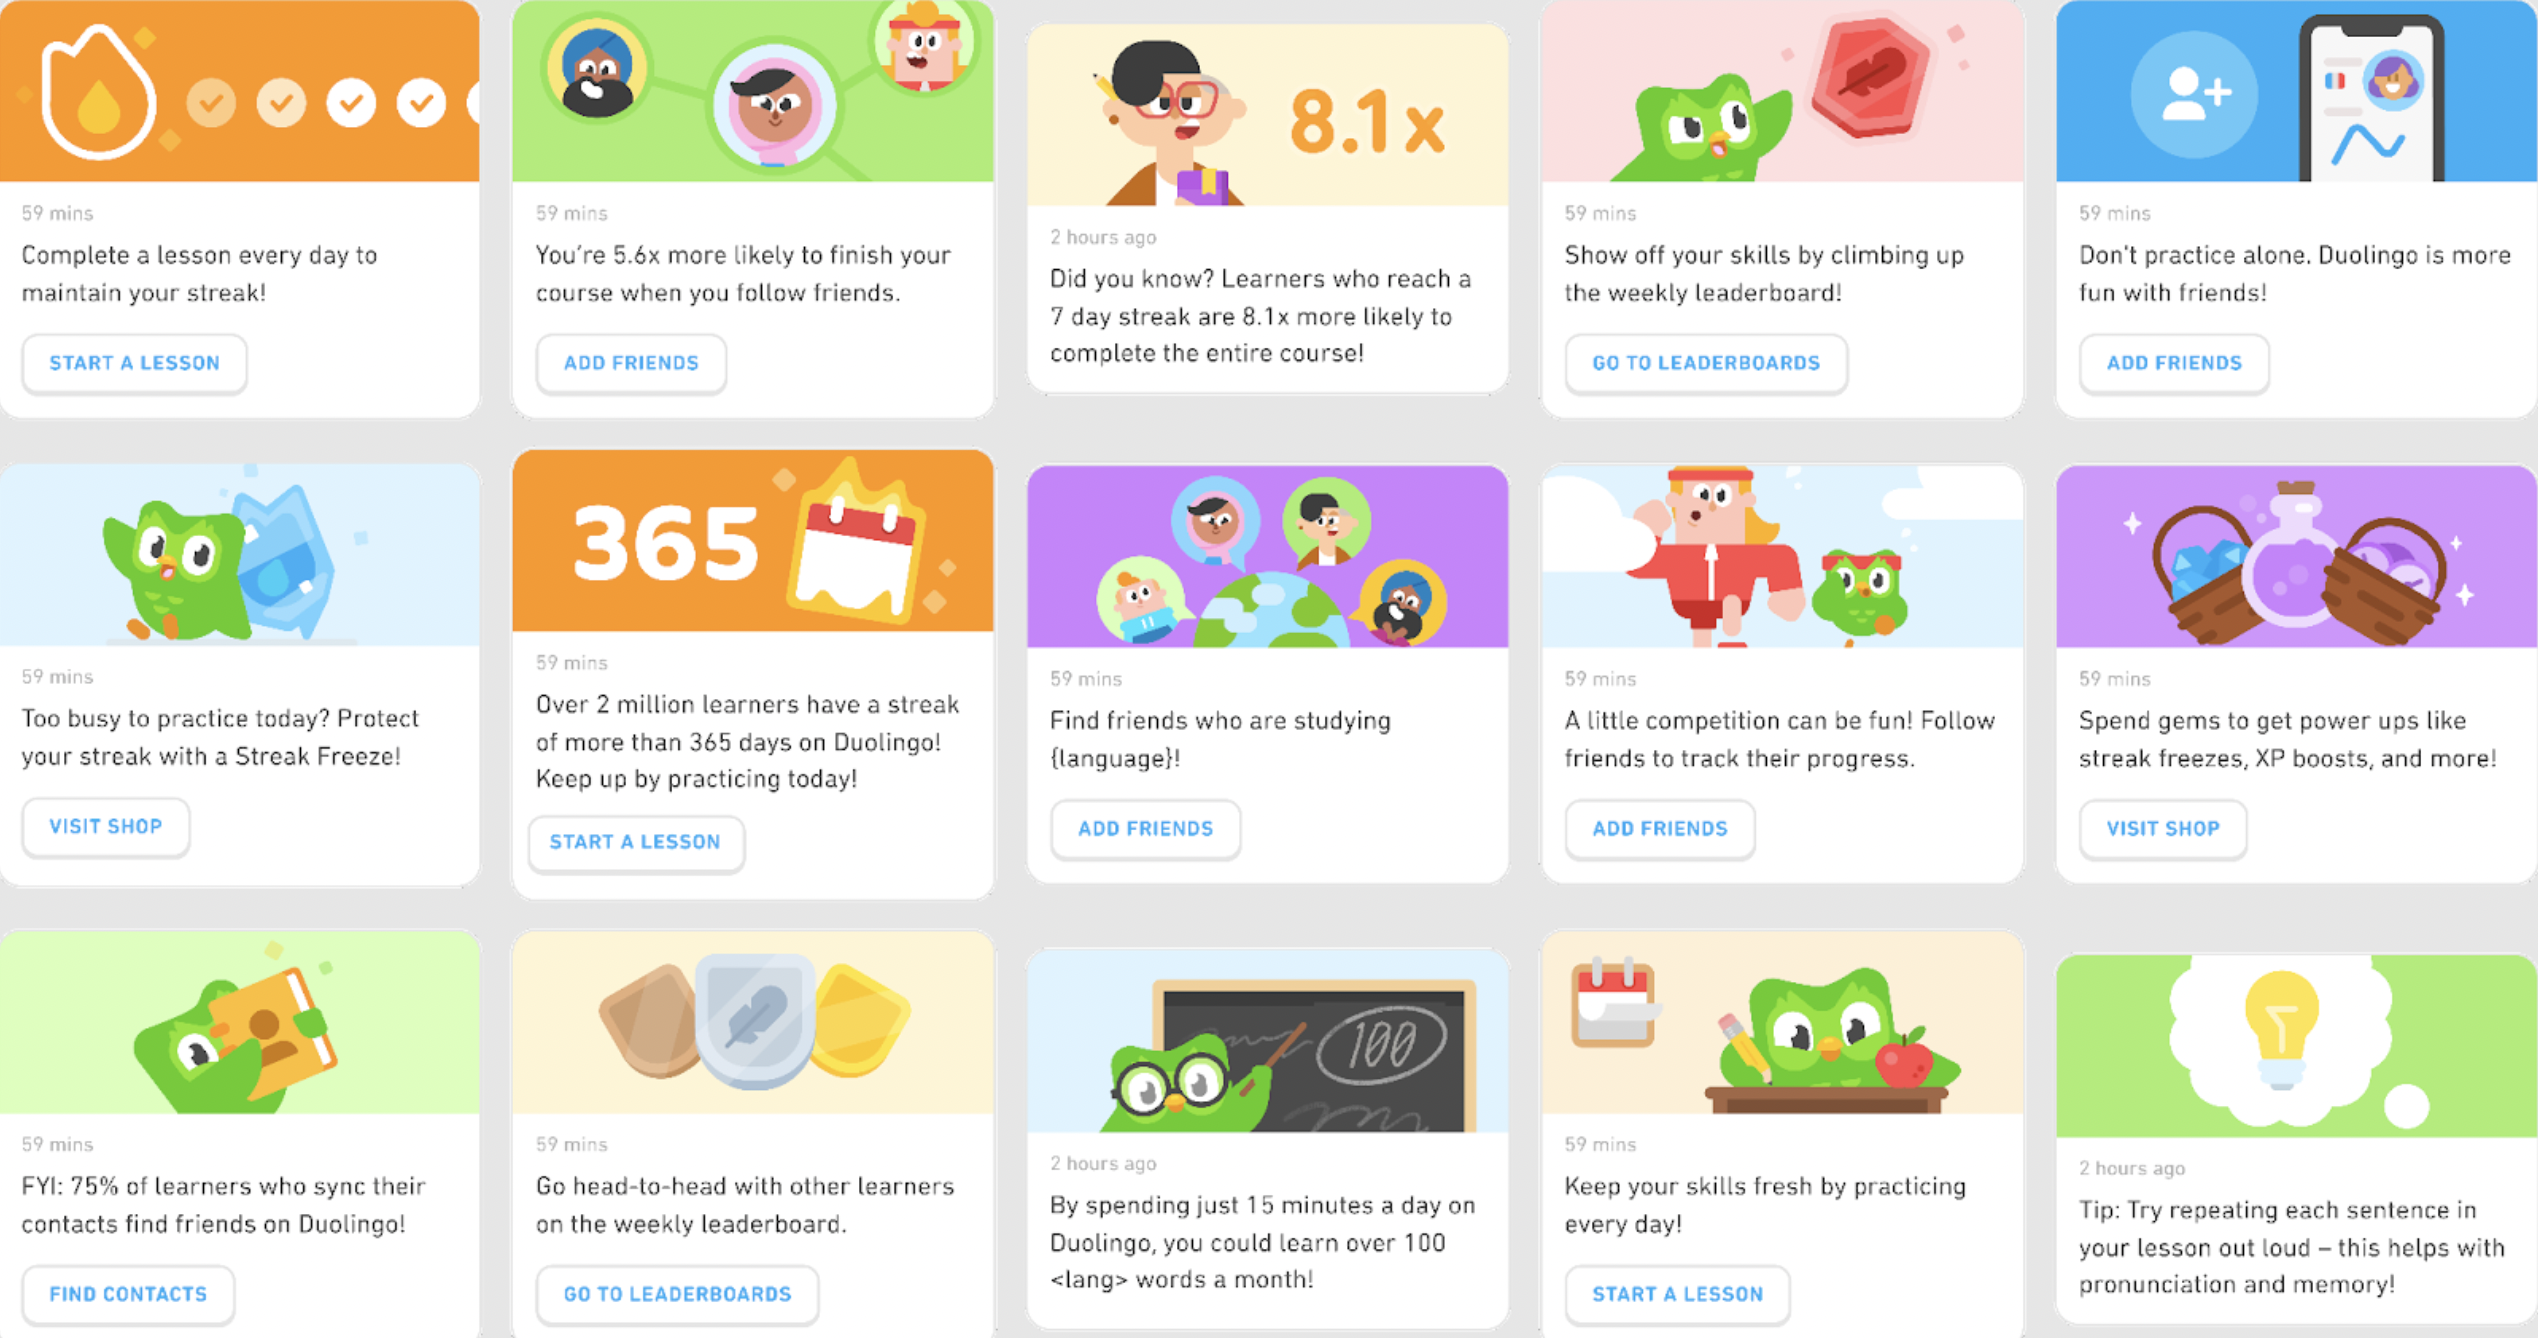 59 mins
Complete a lesson every day to
maintain your streak!
START A LESSON
59 mins
You're 5.6x more likely to finish your
course when you follow friends.
ADD FRIENDS
8.1x
2 hours ago
Did you know? Learners who reach a
7 day streak are 8.1x more likely to
complete the entire course!
59 mins
Show off your skills by climbing up
the weekly leaderboard!
GO TO LEADERBOARDS
59 mins
Don't practice alone. Duolingo is more
fun with friends!
ADD FRIENDS
59 mins
Too busy to practice today? Protect
your streak with a Streak Freeze!
VISIT SHOP
365
59 mins
Over 2 million learners have a streak
of more than 365 days on Duolingo!
Keep up by practicing today!
START A LESSON
59 mins
Find friends who are studying
{language}!
ADD FRIENDS
59 mins
A little competition can be fun! Follow
friends to track their progress.
ADD FRIENDS
59 mins
Spend gems to get power ups like
streak freezes, XP boosts, and more!
VISIT SHOP
59 mins
FYI: 75% of learners who sync their
contacts find friends on Duolingo!
FIND CONTACTS
59 mins
Go head-to-head with other learners
on the weekly leaderboard.
GO TO LEADERBOARDS
100
2 hours ago
By spending just 15 minutes a day on
Duolingo, you could learn over 100
<lang> words a month!
59 mins
Keep your skills fresh by practicing
every day!
START A LESSON
2 hours ago
Tip: Try repeating each sentence in
your lesson out loud – this helps with
pronunciation and memory!